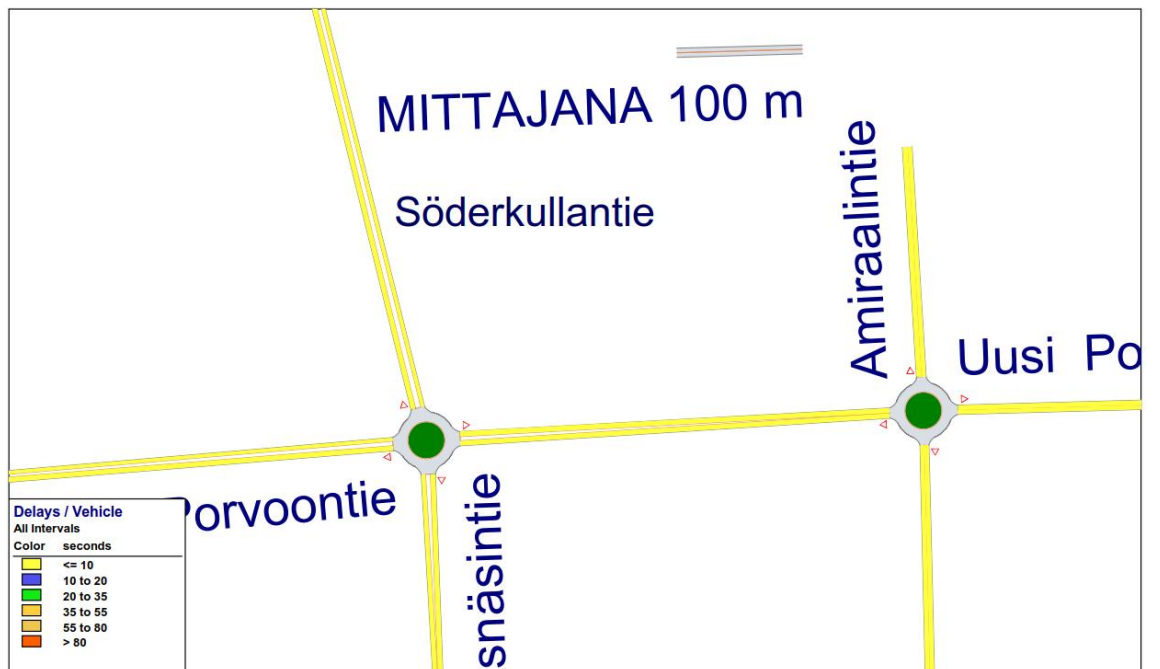 MITTAJANA 100 m
Söderkullantie
Amiraalintie
Uusi Po
Porvoontie
snäsintie
Delays / Vehicle
All Intervals
Color seconds
<= 10
10 to 20
20 to 35
35 to 55
55 to 80
> 80